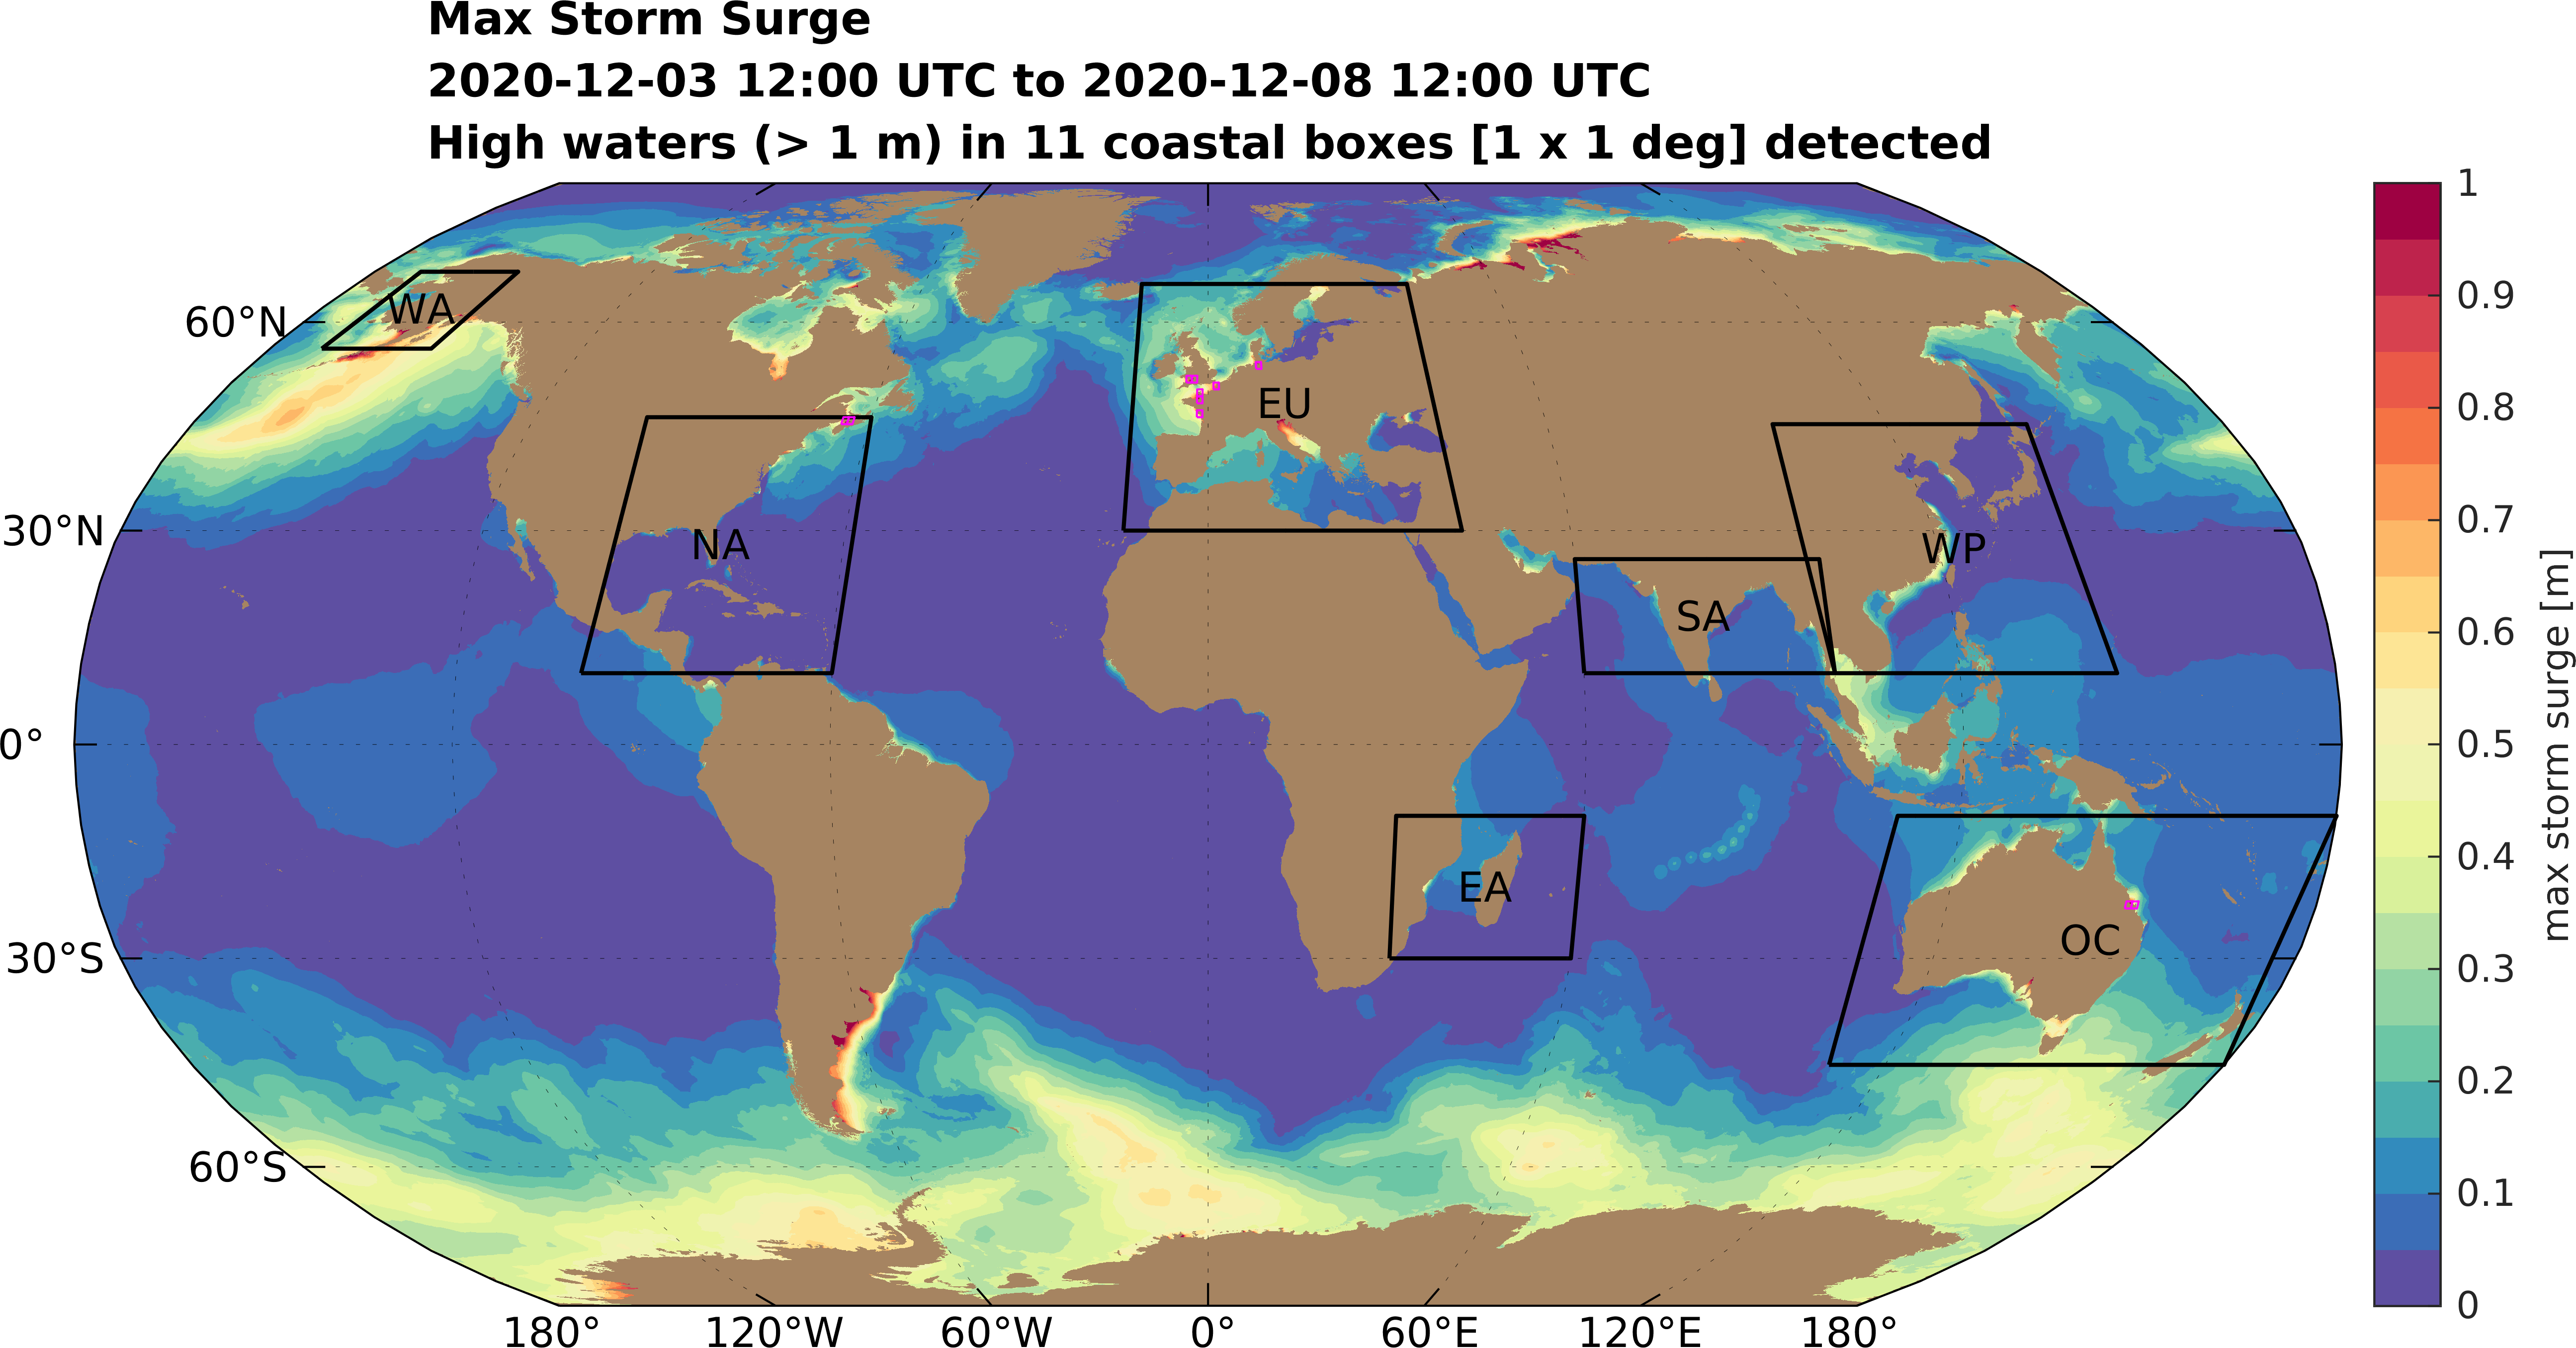 Max Storm Surge
2020-12-03 12:00 UTC to 2020-12-08 12:00 UTC
High waters (> 1 m) in 11 coastal boxes [1 x 1 deg] detected
60°N
30°N
0°
30°S
60°S
WA
NA
EU
SA
WP
EA
OC
180°
120°W
60°W
0°
60°E
120°E
180°
1
0.9
0.8
0.7
0.6
0.5
0.4
0.3
0.2
0.1
0
max storm surge [m]